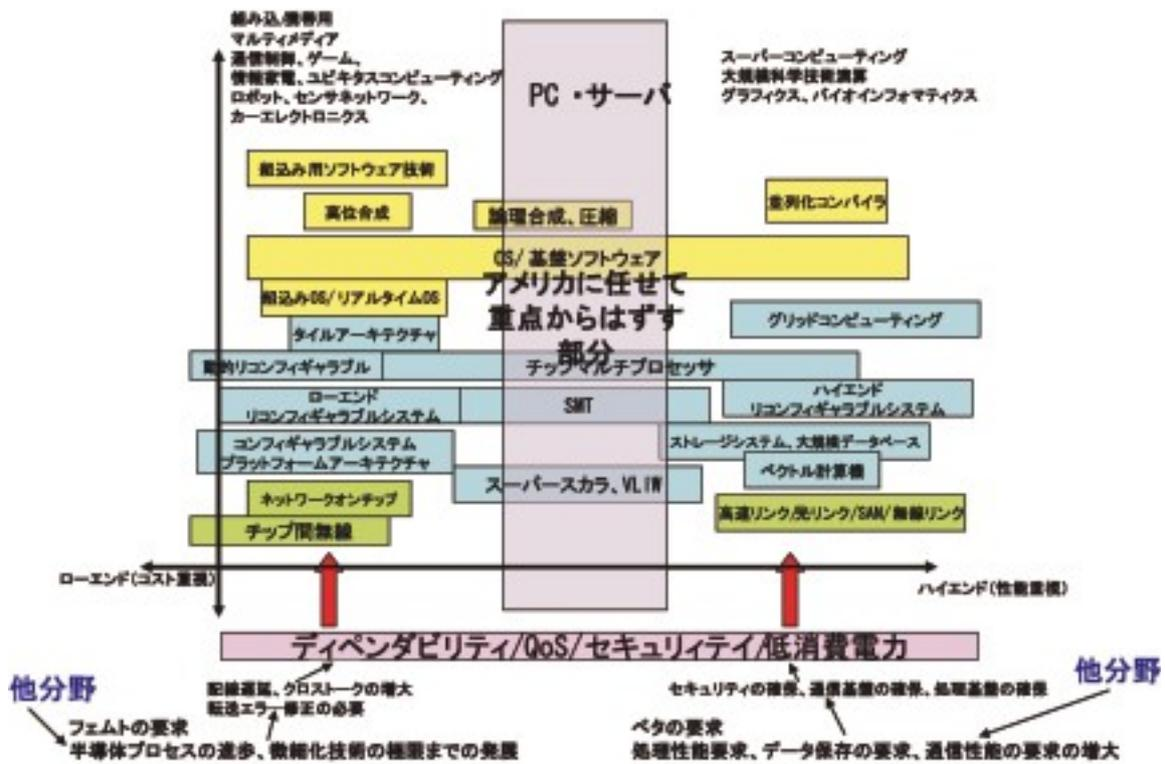 組み込/携帯用
マルティメディア
通信制御、ゲーム、
情報家電、ユビキタスコンピューティング
ロボット、センサネットワーク、
カーエレクトロニクス
PC ・サーバ
スーパーコンピューティング
大規模科学技術演算
グラフィクス、バイオインフォマティクス
組込み用ソフトウェア技術
高位合成
論理合成、圧縮
並列化コンパイラ
OS/ 基盤ソフトウェア
アメリカに任せて
重点からはずす
部分
組込みOS/リアルタイムOS
タイルアーキテクチャ
グリッドコンピューティング
動的リコンフィギャラブル
チップマルチプロセッサ
ローエンド
リコンフィギャラブルシステム
SMT
ハイエンド
リコンフィギャラブルシステム
コンフィギャラブルシステム
プラットフォームアーキテクチャ
ストレージシステム、大規模データベース
ベクトル計算機
スーパースカラ、VLIW
ネットワークオンチップ
チップ間無線
高速リンク/光リンク/SAN/無線リンク
ローエンド(コスト重視)
ハイエンド(性能重視)
ディペンダビリティ/QoS/セキュリィテイ/低消費電力
他分野
配線遅延、クロストークの増大
転送エラー修正の必要
フェムトの要求
半導体プロセスの進歩、微細化技術の極限までの発展
他分野
セキュリティの確保、通信基盤の確保、処理基盤の確保
ペタの要求
処理性能要求、データ保存の要求、通信性能の要求の増大